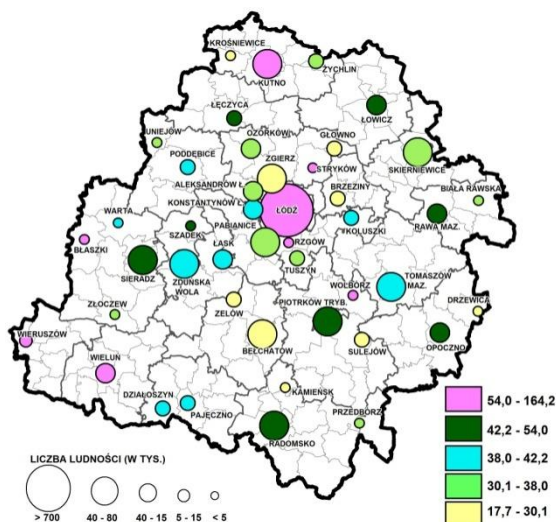 KROŚNIEWICE
KUTNO
ŻYCHLIN
ŁĘCZYCA
ŁOWICZ
UNIEJÓW
OZORKÓW
GŁOWNO
PODDĘBICE
ZGIERZ
STRYKÓW
SKIERNIEWICE
ALEKSANDRÓW Ł.
BRZEZINY
BIAŁA RAWSKA
KONSTANTYNÓW Ł.
ŁÓDŹ
WARTA
SZADEK
PABIANICE
RZGÓW
KOLUSZKI
RAWA MAZ.
BŁASZKI
ŁASK
TUSZYN
SIERADZ
ZDUŃSKA
WOLA
WOLBÓRZ
TOMASZÓW
MAZ.
ZŁOCZEW
ZELÓW
PIOTRKÓW TRYB.
DRZEWICA
WIERUSZÓW
BEŁCHATÓW
SULEJÓW
OPOCZNO
WIELUŃ
DZIAŁOSZYN
PAJĘCZNO
KAMIEŃSK
PRZEDBÓRZ
RADOMSKO
54,0 - 164,2
42,2 - 54,0
38,0 - 42,2
30,1 - 38,0
17,7 - 30,1
LICZBA LUDNOŚCI (W TYS.)
> 700 40 - 80 40 - 15 5 - 15 < 5